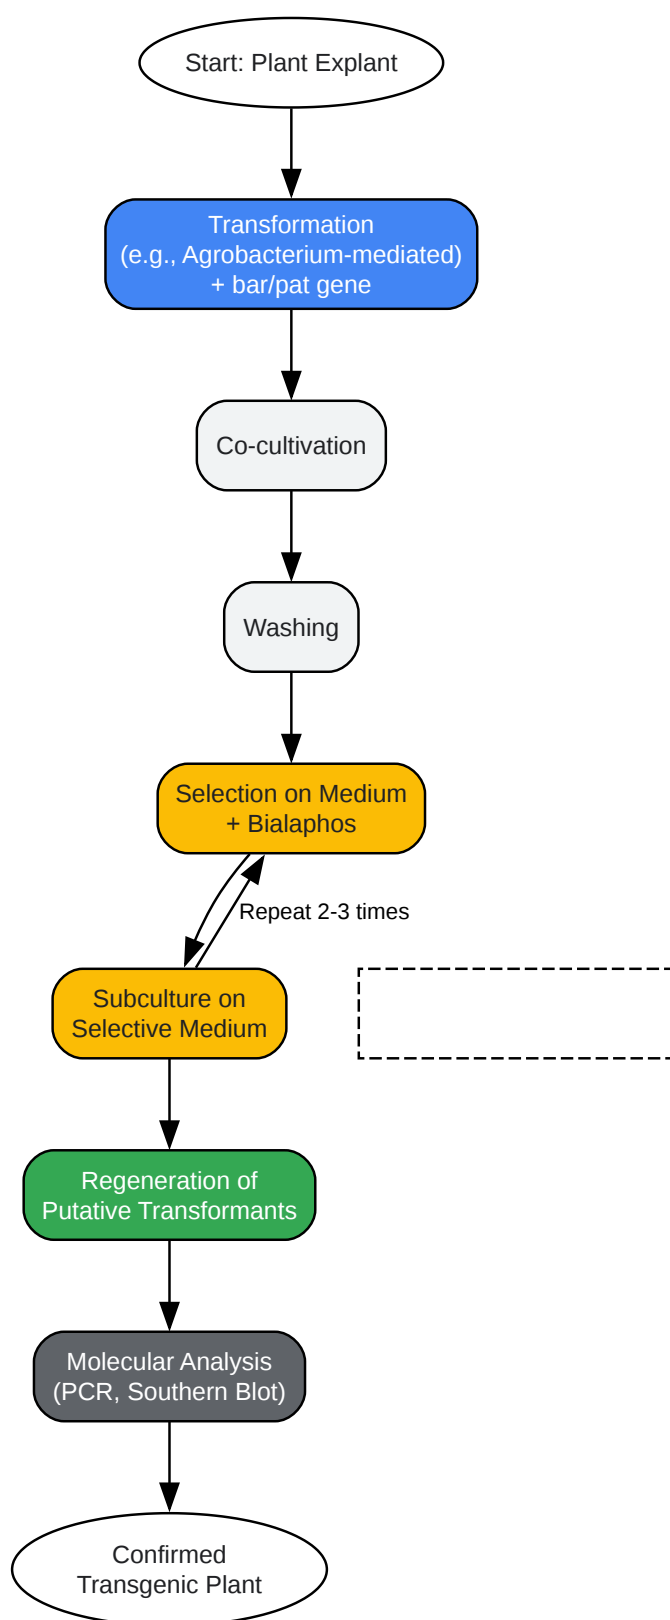 Start: Plant Explant
Transformation
(e.g., Agrobacterium-mediated)
+ bar/pat gene
Co-cultivation
Washing
Selection on Medium
+ Bialaphos
Repeat 2-3 times
Subculture on
Selective Medium
Regeneration of
Putative Transformants
Molecular Analysis
(PCR, Southern Blot)
Confirmed
Transgenic Plant